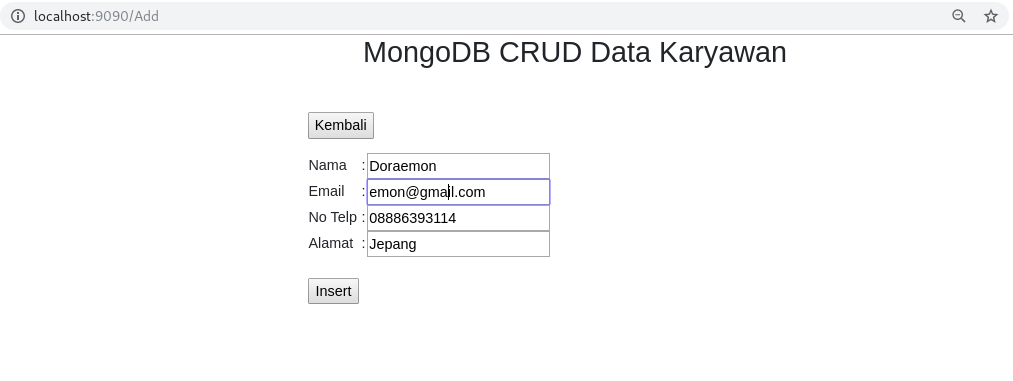 localhost:9090/Add
MongoDB CRUD Data Karyawan
Kembali
Nama : Doraemon
Email : emon@gmail.com
No Telp : 08886393114
Alamat : Jepang
Insert